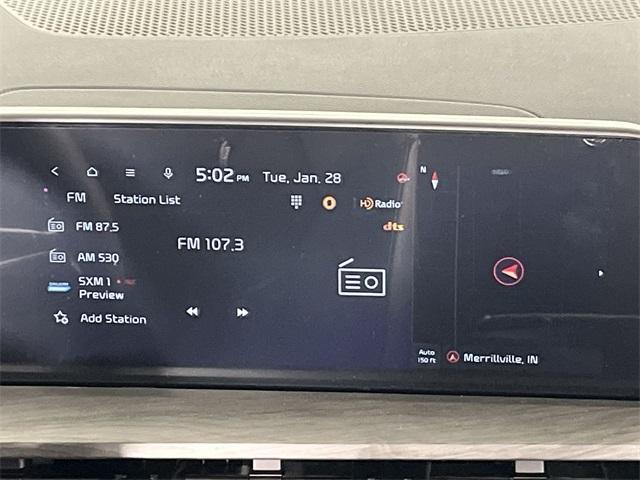 5:02 PM Tue, Jan. 28 N
FM Station List HD Radio
dts
FM 87.5
FM 107.3
AM 530
SXM 1
Preview
Add Station
Auto
150 ft
Merrillville, IN